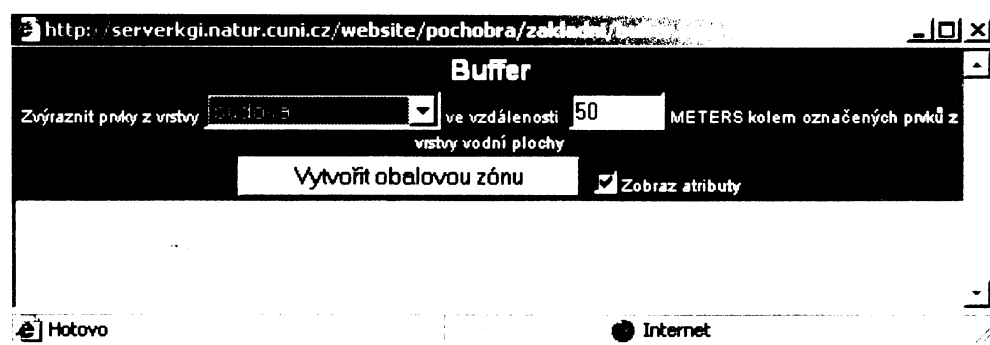 http://serverkgi.natur.cuni.cz/website/pochobra/zakladni/
Buffer
Zvýraznit prvky z vrstvy budova ve vzdálenosti 50 METERS kolem označených prvků z
vrstvy vodní plochy
Vytvořit obalovou zónu Zobraz atributy
Hotovo Internet